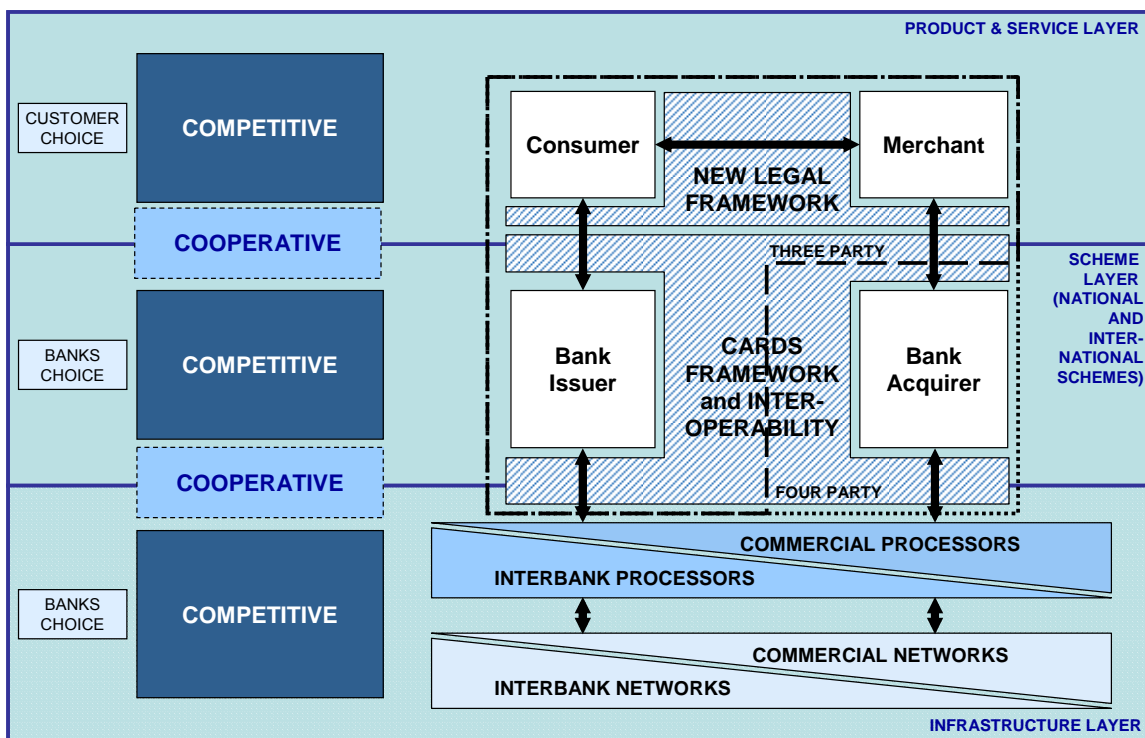 PRODUCT & SERVICE LAYER
CUSTOMER
CHOICE
COMPETITIVE
Consumer
Merchant
NEW LEGAL
FRAMEWORK
COOPERATIVE
THREE PARTY
SCHEME
LAYER
(NATIONAL
AND
INTER-
NATIONAL
SCHEMES)
BANKS
CHOICE
COMPETITIVE
Bank
Issuer
CARDS
FRAMEWORK
and INTER-
OPERABILITY
Bank
Acquirer
COOPERATIVE
FOUR PARTY
BANKS
CHOICE
COMPETITIVE
COMMERCIAL PROCESSORS
INTERBANK PROCESSORS
COMMERCIAL NETWORKS
INTERBANK NETWORKS
INFRASTRUCTURE LAYER